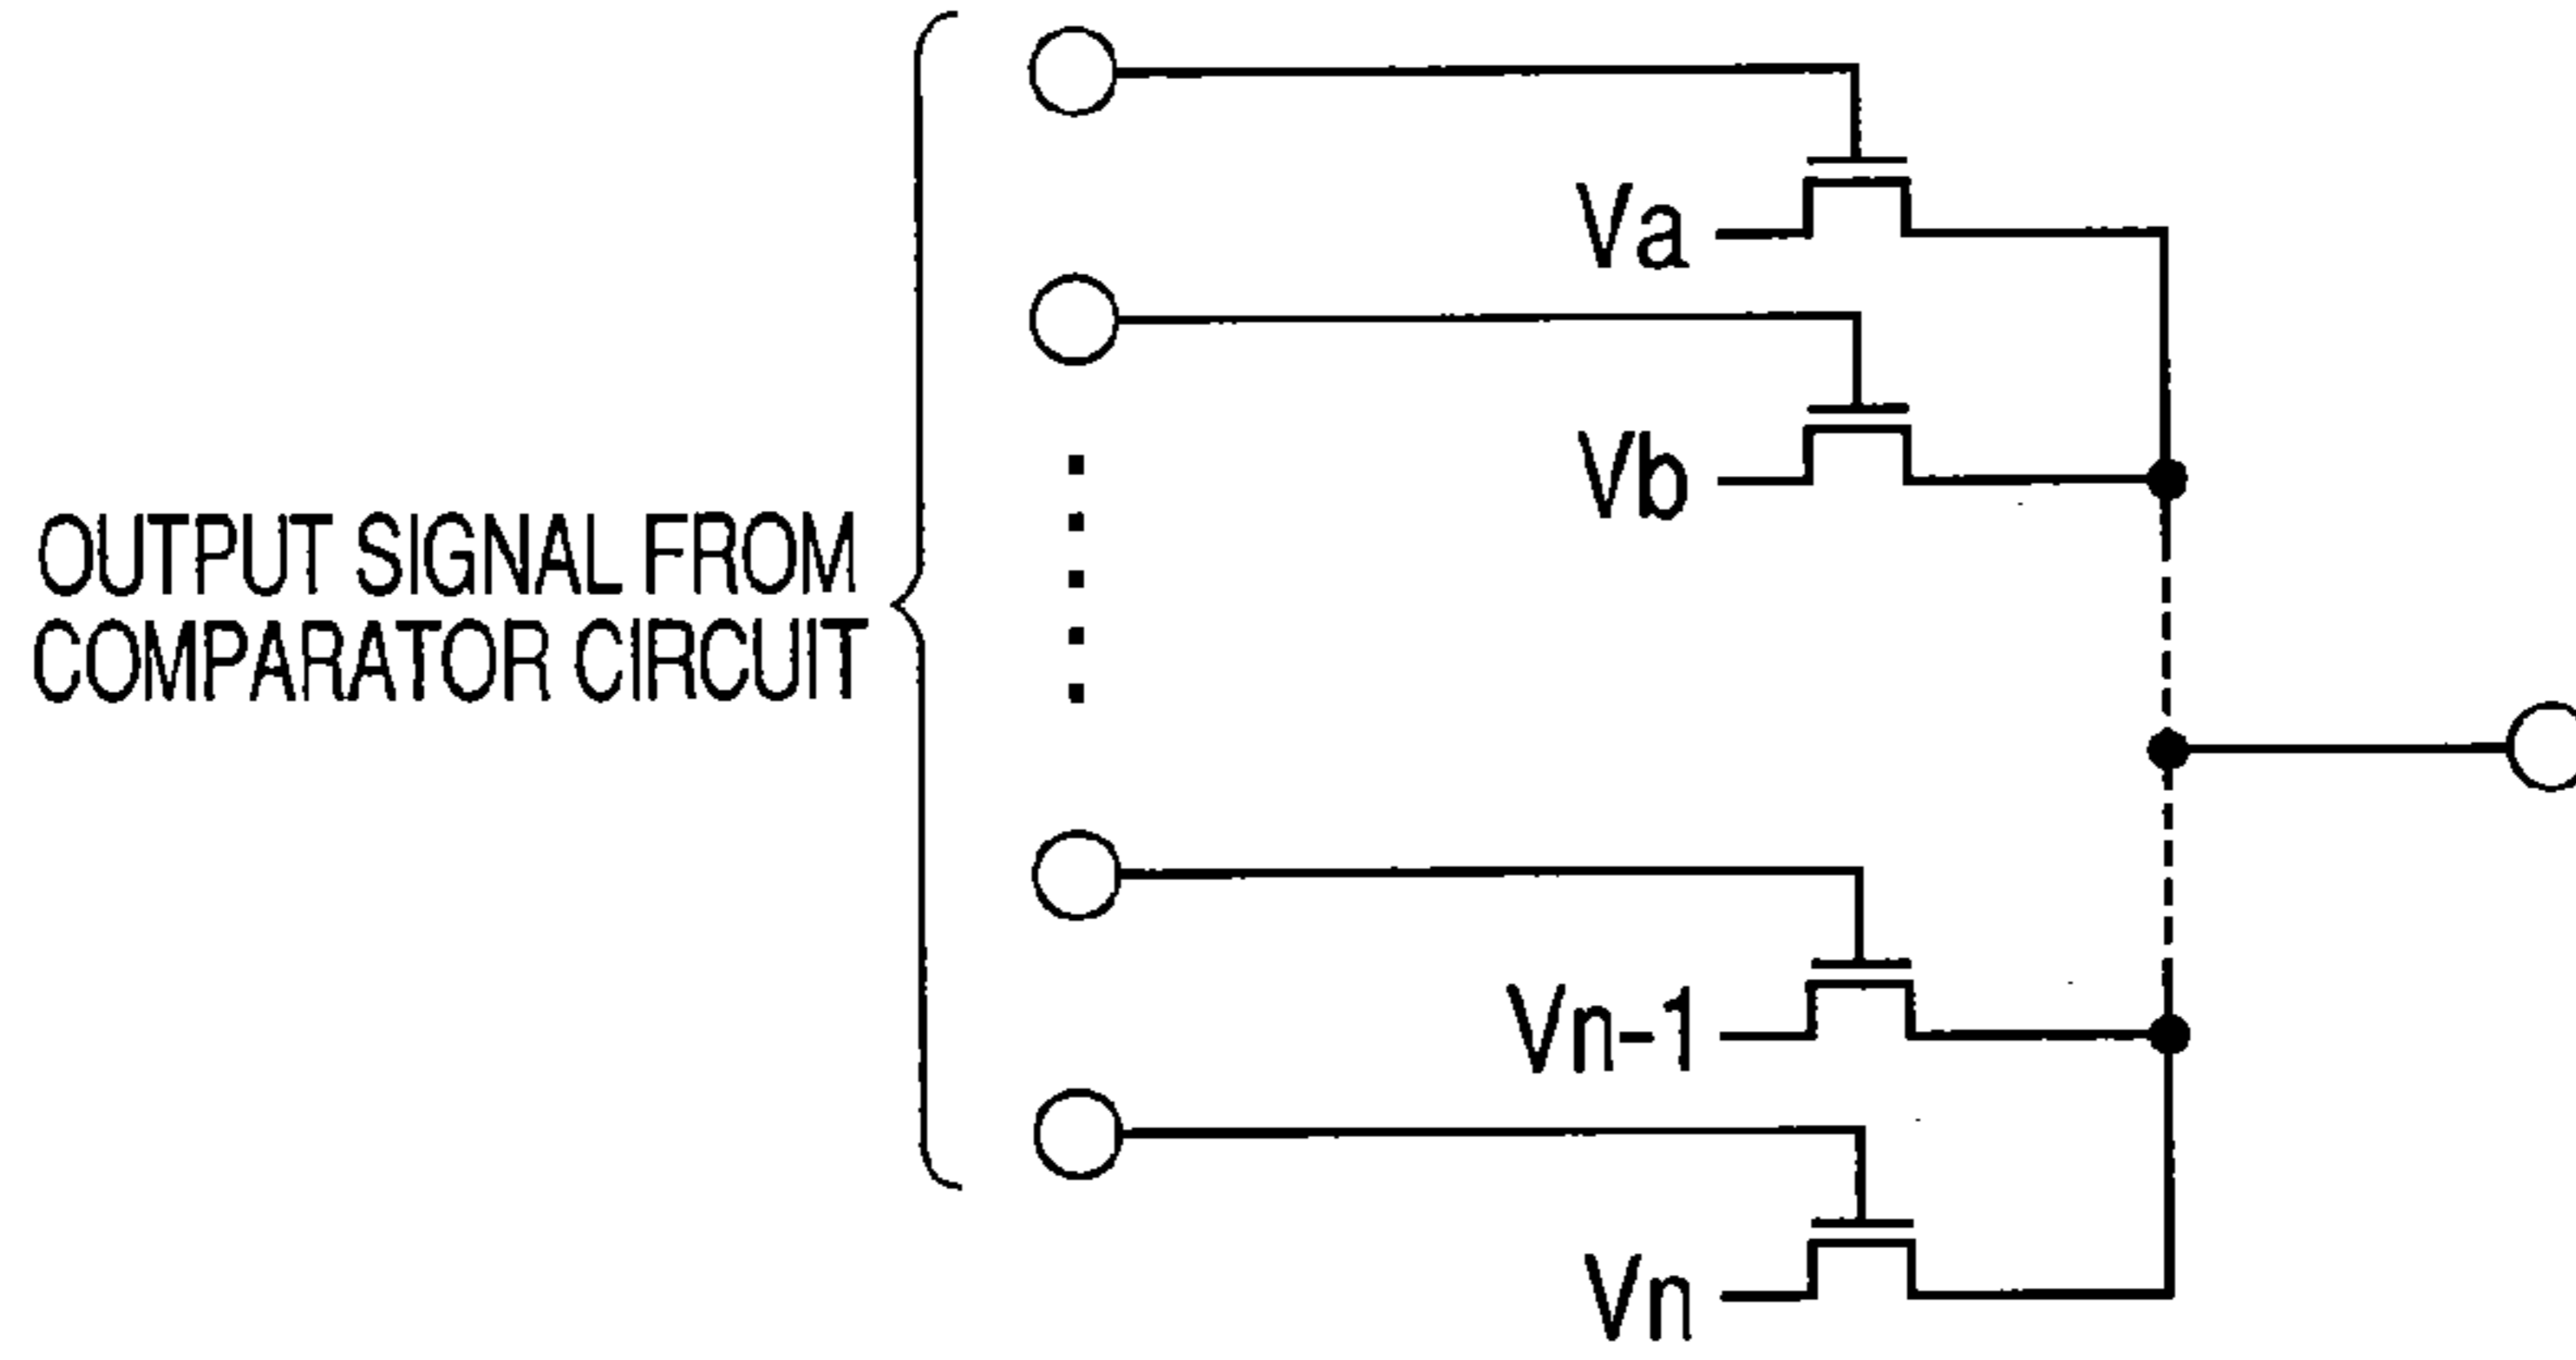 Va
Vb
OUTPUT SIGNAL FROM
COMPARATOR CIRCUIT
Vn-1
Vn